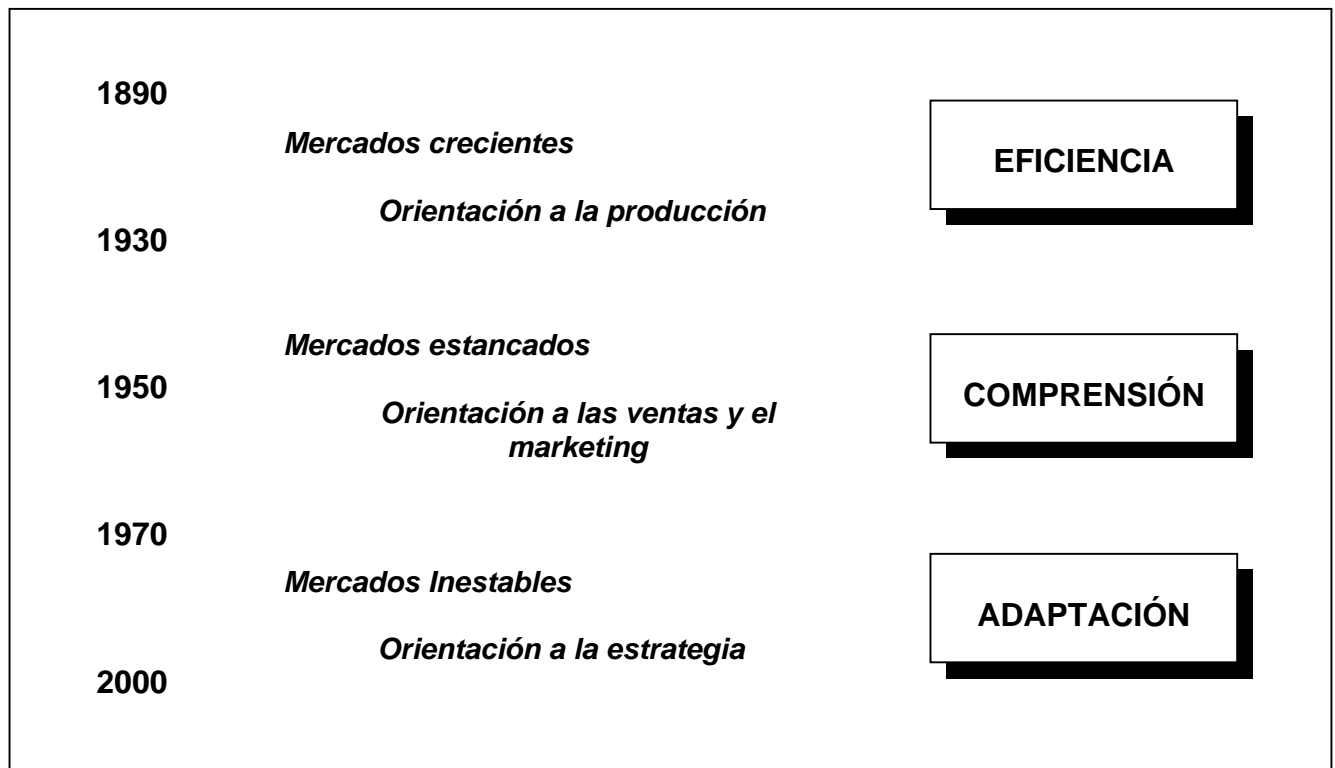 1890
Mercados crecientes
EFICIENCIA
Orientación a la producción
1930
Mercados estancados
1950
COMPRENSIÓN
Orientación a las ventas y el
marketing
1970
Mercados Inestables
ADAPTACIÓN
Orientación a la estrategia
2000